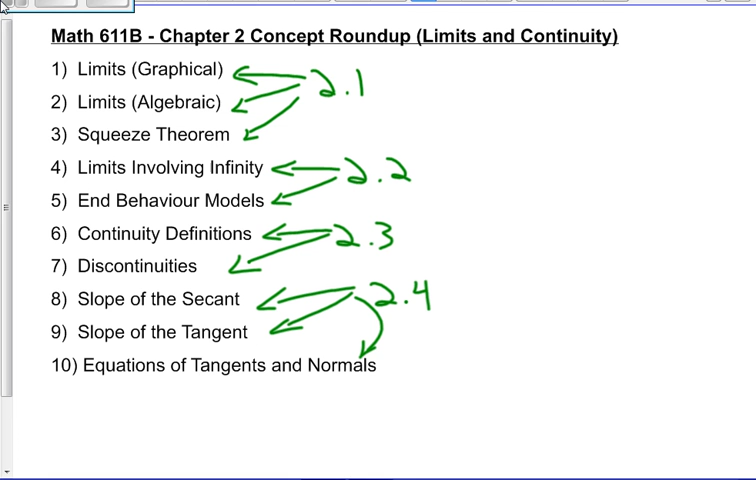 Math 611B - Chapter 2 Concept Roundup (Limits and Continuity)
1) Limits (Graphical)
2.1
2) Limits (Algebraic)
3) Squeeze Theorem
4) Limits Involving Infinity
2.2
5) End Behaviour Models
6) Continuity Definitions
2.3
7) Discontinuities
8) Slope of the Secant
2.4
9) Slope of the Tangent
10) Equations of Tangents and Normals